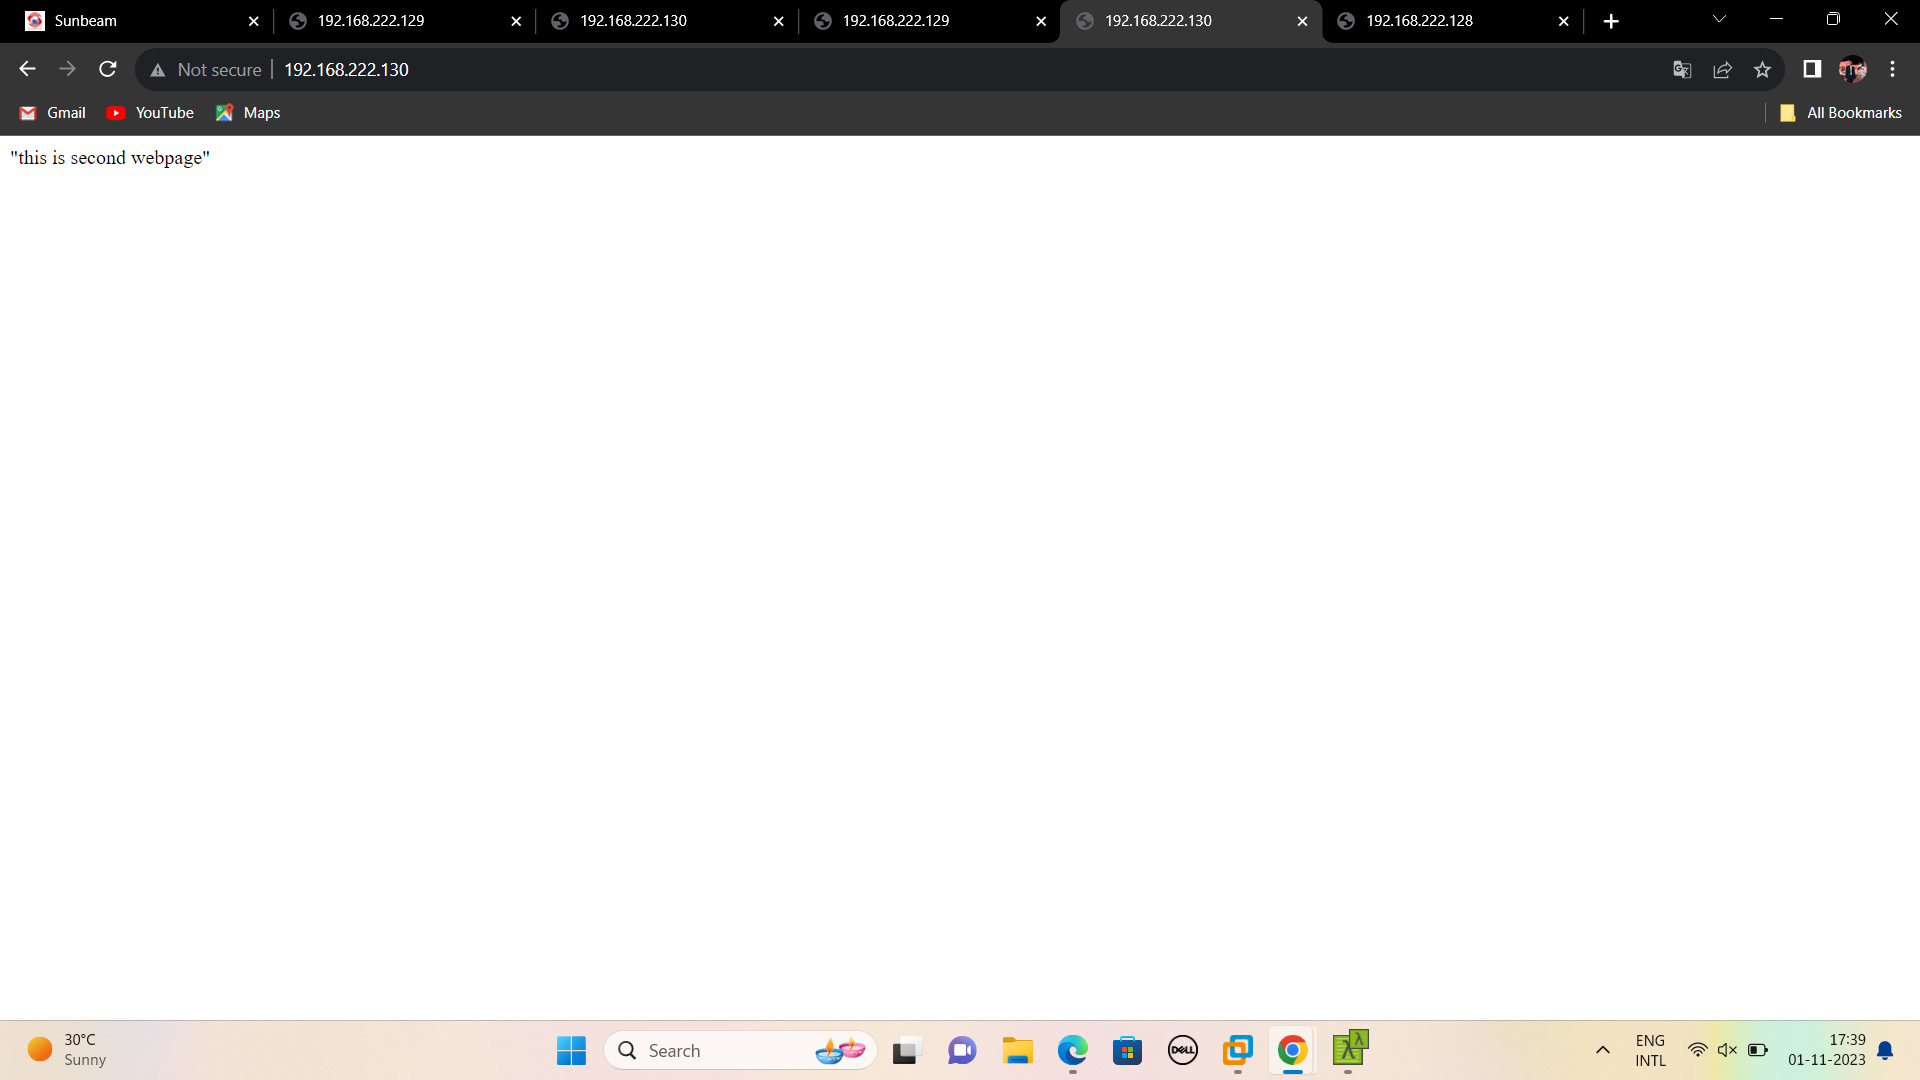 Sunbeam
192.168.222.129
192.168.222.130
192.168.222.129
192.168.222.130
192.168.222.128
Not secure
192.168.222.130
Gmail
YouTube
Maps
All Bookmarks
"this is second webpage"
30°C
Sunny
Search
DELL
ENG
INTL
17:39
01-11-2023